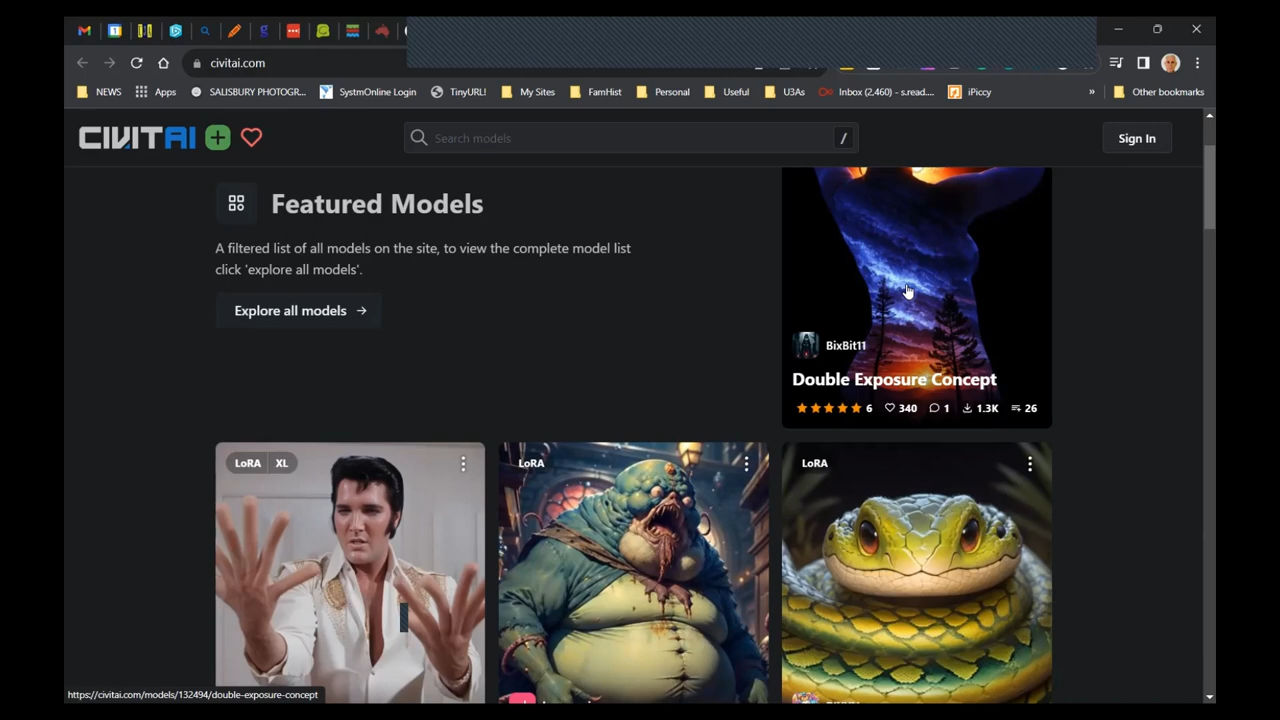 civitai.com
NEWS
Apps
SALISBURY PHOTOGR...
SystmOnline Login
TinyURL!
My Sites
FamHist
Personal
Useful
U3As
Inbox (2,460) - s.read....
iPiccy
»
Other bookmarks
CIVITAI
Search models
/
Sign In
Featured Models
A filtered list of all models on the site, to view the complete model list
click 'explore all models'.
Explore all models →
BixBit11
Double Exposure Concept
6 340 1 1.3K 26
LoRA XL
LoRA
LoRA
https://civitai.com/models/132494/double-exposure-concept